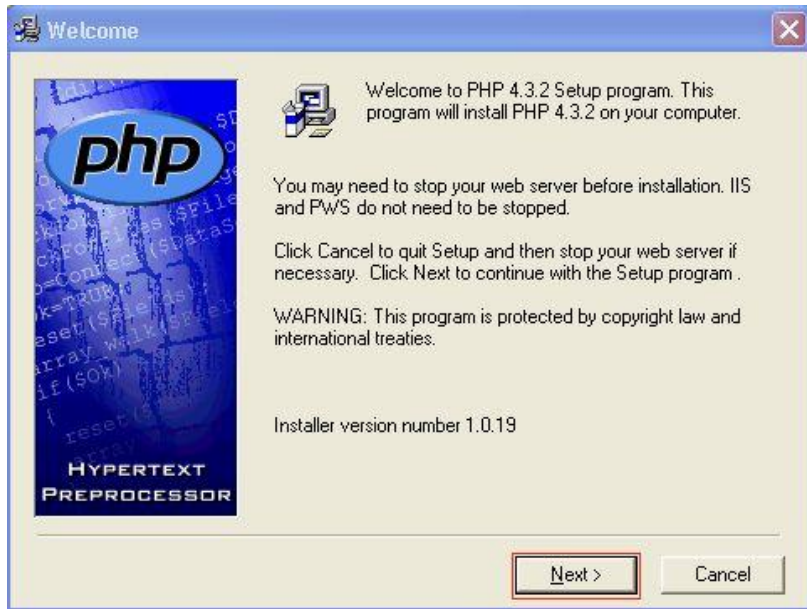 Welcome
php
Welcome to PHP 4.3.2 Setup program. This
program will install PHP 4.3.2 on your computer.
You may need to stop your web server before installation. IIS
and PWS do not need to be stopped.
Click Cancel to quit Setup and then stop your web server if
necessary.  Click Next to continue with the Setup program .
WARNING: This program is protected by copyright law and
international treaties.
Installer version number 1.0.19
if($Ok)
{
reset($
array
HYPERTEXT
PREPROCESSOR
Next >
Cancel